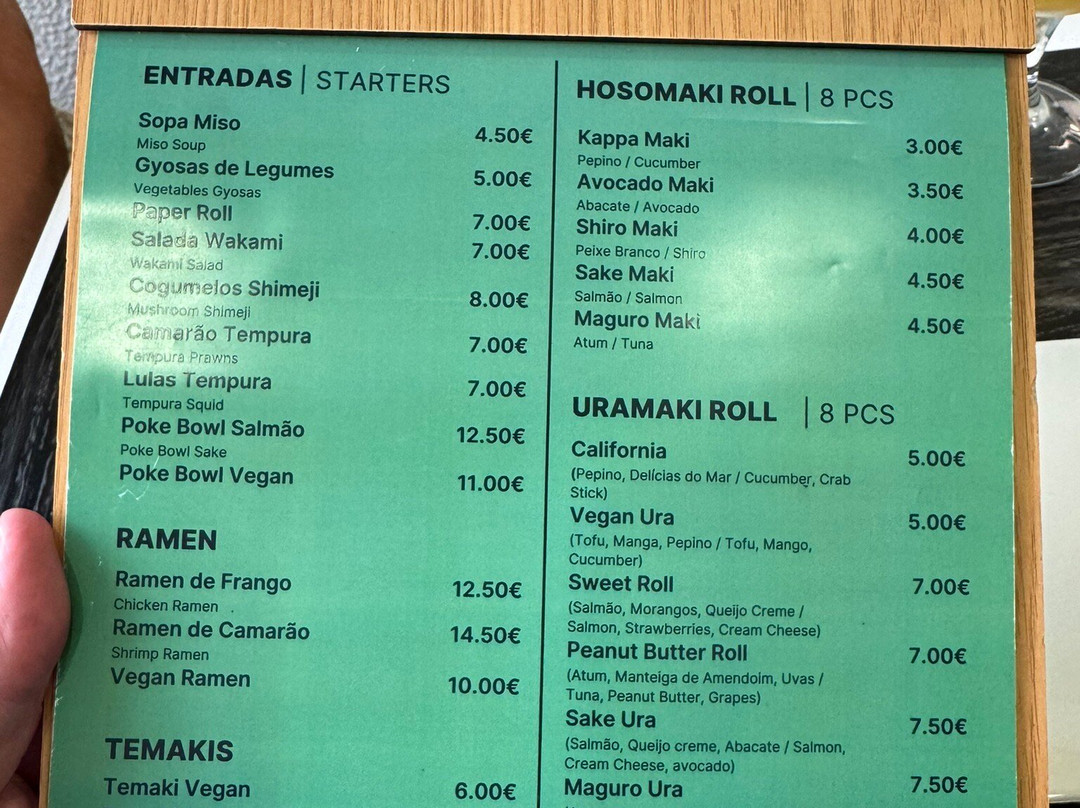 ENTRADAS | STARTERS
Sopa Miso 4.50€
Miso Soup
Gyosas de Legumes 5.00€
Vegetables Gyosas
Paper Roll 7.00€
Salada Wakami 7.00€
Wakami Salad
Cogumelos Shimeji 8.00€
Mushroom Shimeji
Camarão Tempura 7.00€
Tempura Prawns
Lulas Tempura 7.00€
Tempura Squid
Poke Bowl Salmão 12.50€
Poke Bowl Sake
Poke Bowl Vegan 11.00€
RAMEN
Ramen de Frango 12.50€
Chicken Ramen
Ramen de Camarão 14.50€
Shrimp Ramen
Vegan Ramen 10.00€
TEMAKIS
Temaki Vegan 6.00€
HOSOMAKI ROLL | 8 PCS
Kappa Maki 3.00€
Pepino / Cucumber
Avocado Maki 3.50€
Abacate / Avocado
Shiro Maki 4.00€
Peixe Branco / Shiro
Sake Maki 4.50€
Salmão / Salmon
Maguro Maki 4.50€
Atum / Tuna
URAMAKI ROLL | 8 PCS
California 5.00€
(Pepino, Delícias do Mar / Cucumber, Crab
Stick)
Vegan Ura 5.00€
(Tofu, Manga, Pepino / Tofu, Mango,
Cucumber)
Sweet Roll 7.00€
(Salmão, Morangos, Queijo Creme /
Salmon, Strawberries, Cream Cheese)
Peanut Butter Roll 7.00€
(Atum, Manteiga de Amendoim, Uvas /
Tuna, Peanut Butter, Grapes)
Sake Ura 7.50€
(Salmão, Queijo creme, Abacate / Salmon,
Cream Cheese, avocado)
Maguro Ura 7.50€